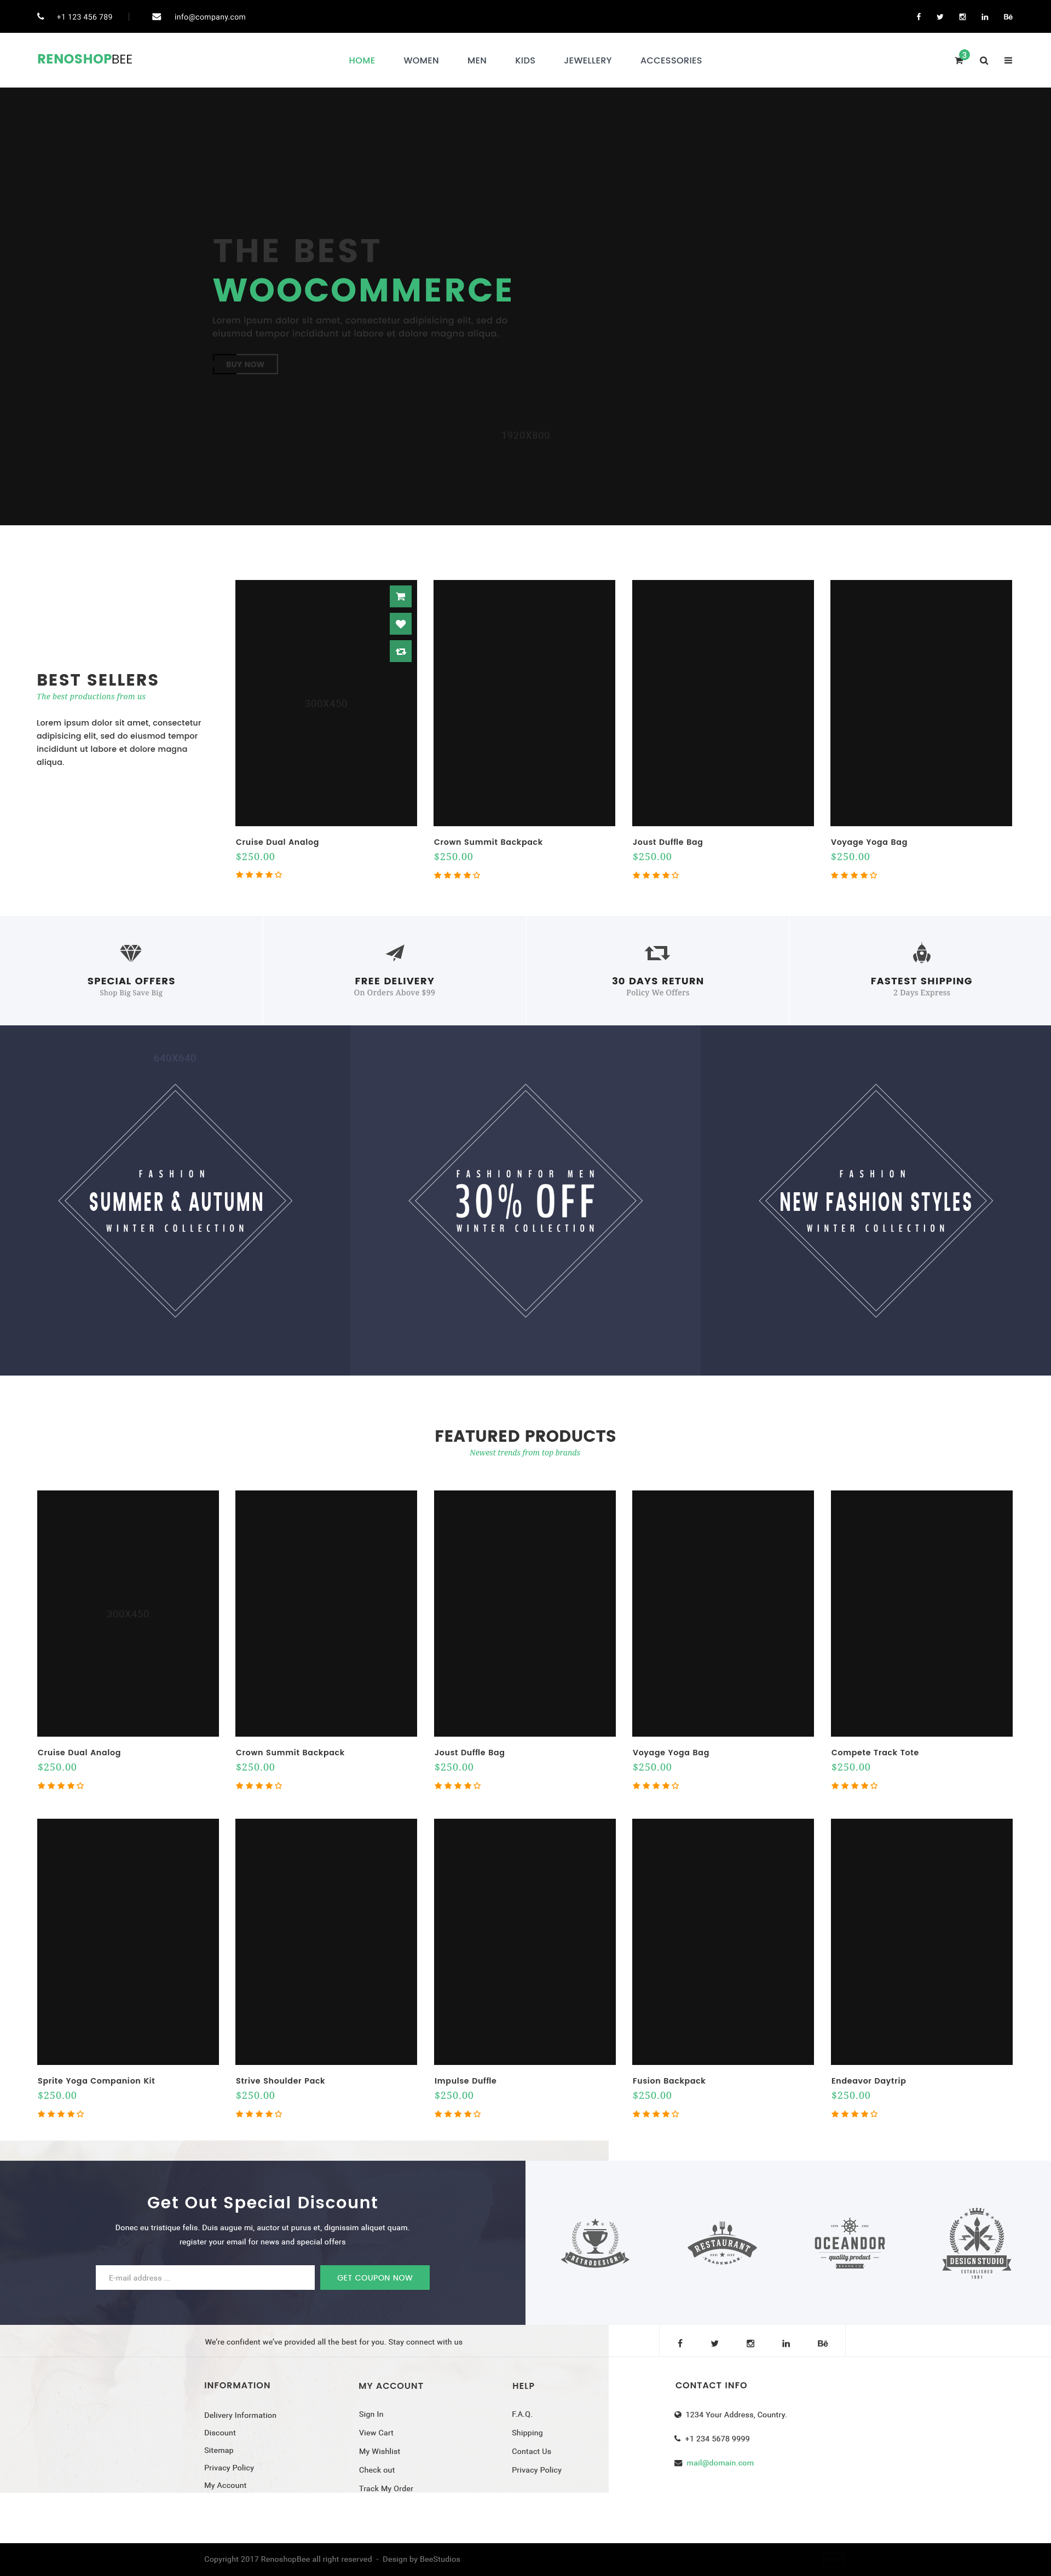 +1 123 456 789 | info@company.com
RENOSHOPBEE
HOME WOMEN MEN KIDS JEWELLERY ACCESSORIES
3
THE BEST
WOOCOMMERCE
Lorem ipsum dolor sit amet, consectetur adipisicing elit, sed do
eiusmod tempor incididunt ut labore et dolore magna aliqua.
BUY NOW
1920X800
BEST SELLERS
The best productions from us
Lorem ipsum dolor sit amet, consectetur
adipisicing elit, sed do eiusmod tempor
incididunt ut labore et dolore magna
aliqua.
300X450
Cruise Dual Analog
$250.00
Crown Summit Backpack
$250.00
Joust Duffle Bag
$250.00
Voyage Yoga Bag
$250.00
SPECIAL OFFERS
Shop Big Save Big
FREE DELIVERY
On Orders Above $99
30 DAYS RETURN
Policy We Offers
FASTEST SHIPPING
2 Days Express
640X640
FASHION
SUMMER & AUTUMN
WINTER COLLECTION
FASHIONFOR MEN
30% OFF
WINTER COLLECTION
FASHION
NEW FASHION STYLES
WINTER COLLECTION
FEATURED PRODUCTS
Newest trends from top brands
300X450
Cruise Dual Analog
$250.00
Crown Summit Backpack
$250.00
Joust Duffle Bag
$250.00
Voyage Yoga Bag
$250.00
Compete Track Tote
$250.00
Sprite Yoga Companion Kit
$250.00
Strive Shoulder Pack
$250.00
Impulse Duffle
$250.00
Fusion Backpack
$250.00
Endeavor Daytrip
$250.00
Get Out Special Discount
Donec eu tristique felis. Duis augue mi, auctor ut purus et, dignissim aliquet quam.
register your email for news and special offers
E-mail address ...
GET COUPON NOW
RETRODESIGN
RESTAURANT
TRADEMARK
OCEANDOR
quality product
DESIGN STUDIO
ESTABLISHED
1991
We're confident we've provided all the best for you. Stay connect with us
Bē
INFORMATION
Delivery Information
Discount
Sitemap
Privacy Policy
My Account
MY ACCOUNT
Sign In
View Cart
My Wishlist
Check out
Track My Order
HELP
F.A.Q.
Shipping
Contact Us
Privacy Policy
CONTACT INFO
1234 Your Address, Country.
+1 234 5678 9999
mail@domain.com
Copyright 2017 RenoshopBee all right reserved - Design by BeeStudios